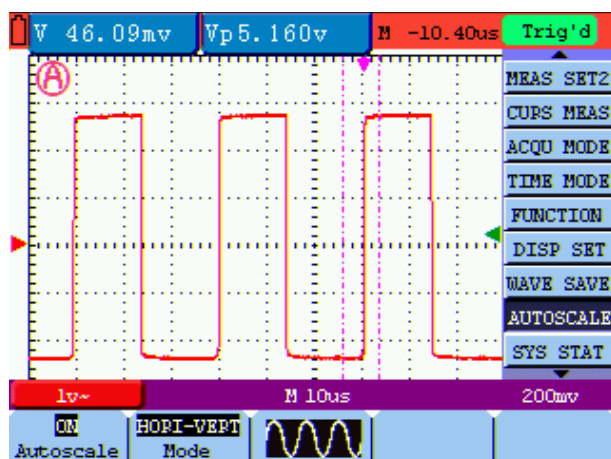 V 46.09mv
Vp5.160v
M -10.40us
Trig'd
A
MEAS SET2
CURS MEAS
ACQU MODE
TIME MODE
FUNCTION
DISP SET
WAVE SAVE
AUTOSCALE
SYS STAT
1v~
M 10us
200mv
ON
Autoscale
HORI-VERT
Mode